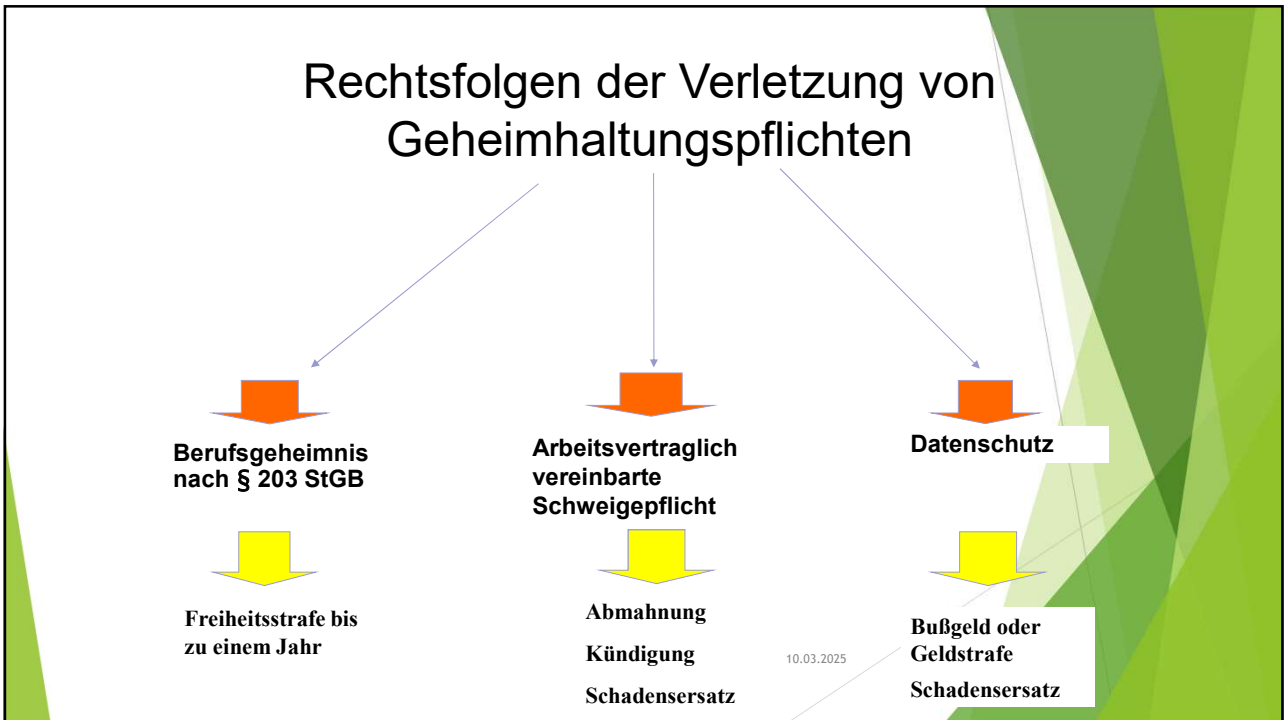 Rechtsfolgen der Verletzung von
Geheimhaltungspflichten
Berufsgeheimnis
nach § 203 StGB
Freiheitsstrafe bis
zu einem Jahr
Arbeitsvertraglich
vereinbarte
Schweigepflicht
Abmahnung
Kündigung
Schadensersatz
Datenschutz
Bußgeld oder
Geldstrafe
Schadensersatz
10.03.2025